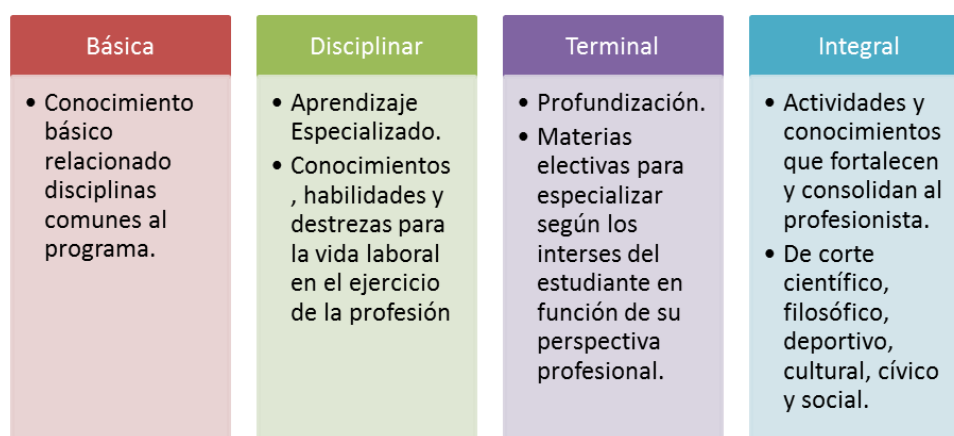 Básica
• Conocimiento
básico
relacionado
disciplinas
comunes al
programa.
Disciplinar
• Aprendizaje
Especializado.
• Conocimientos
, habilidades y
destrezas para
la vida laboral
en el ejercicio
de la profesión
Terminal
• Profundización.
• Materias
electivas para
especializar
según los
interses del
estudiante en
función de su
perspectiva
profesional.
Integral
• Actividades y
conocimientos
que fortalecen
y consolidan al
profesionista.
• De corte
científico,
filosófico,
deportivo,
cultural, cívico
y social.